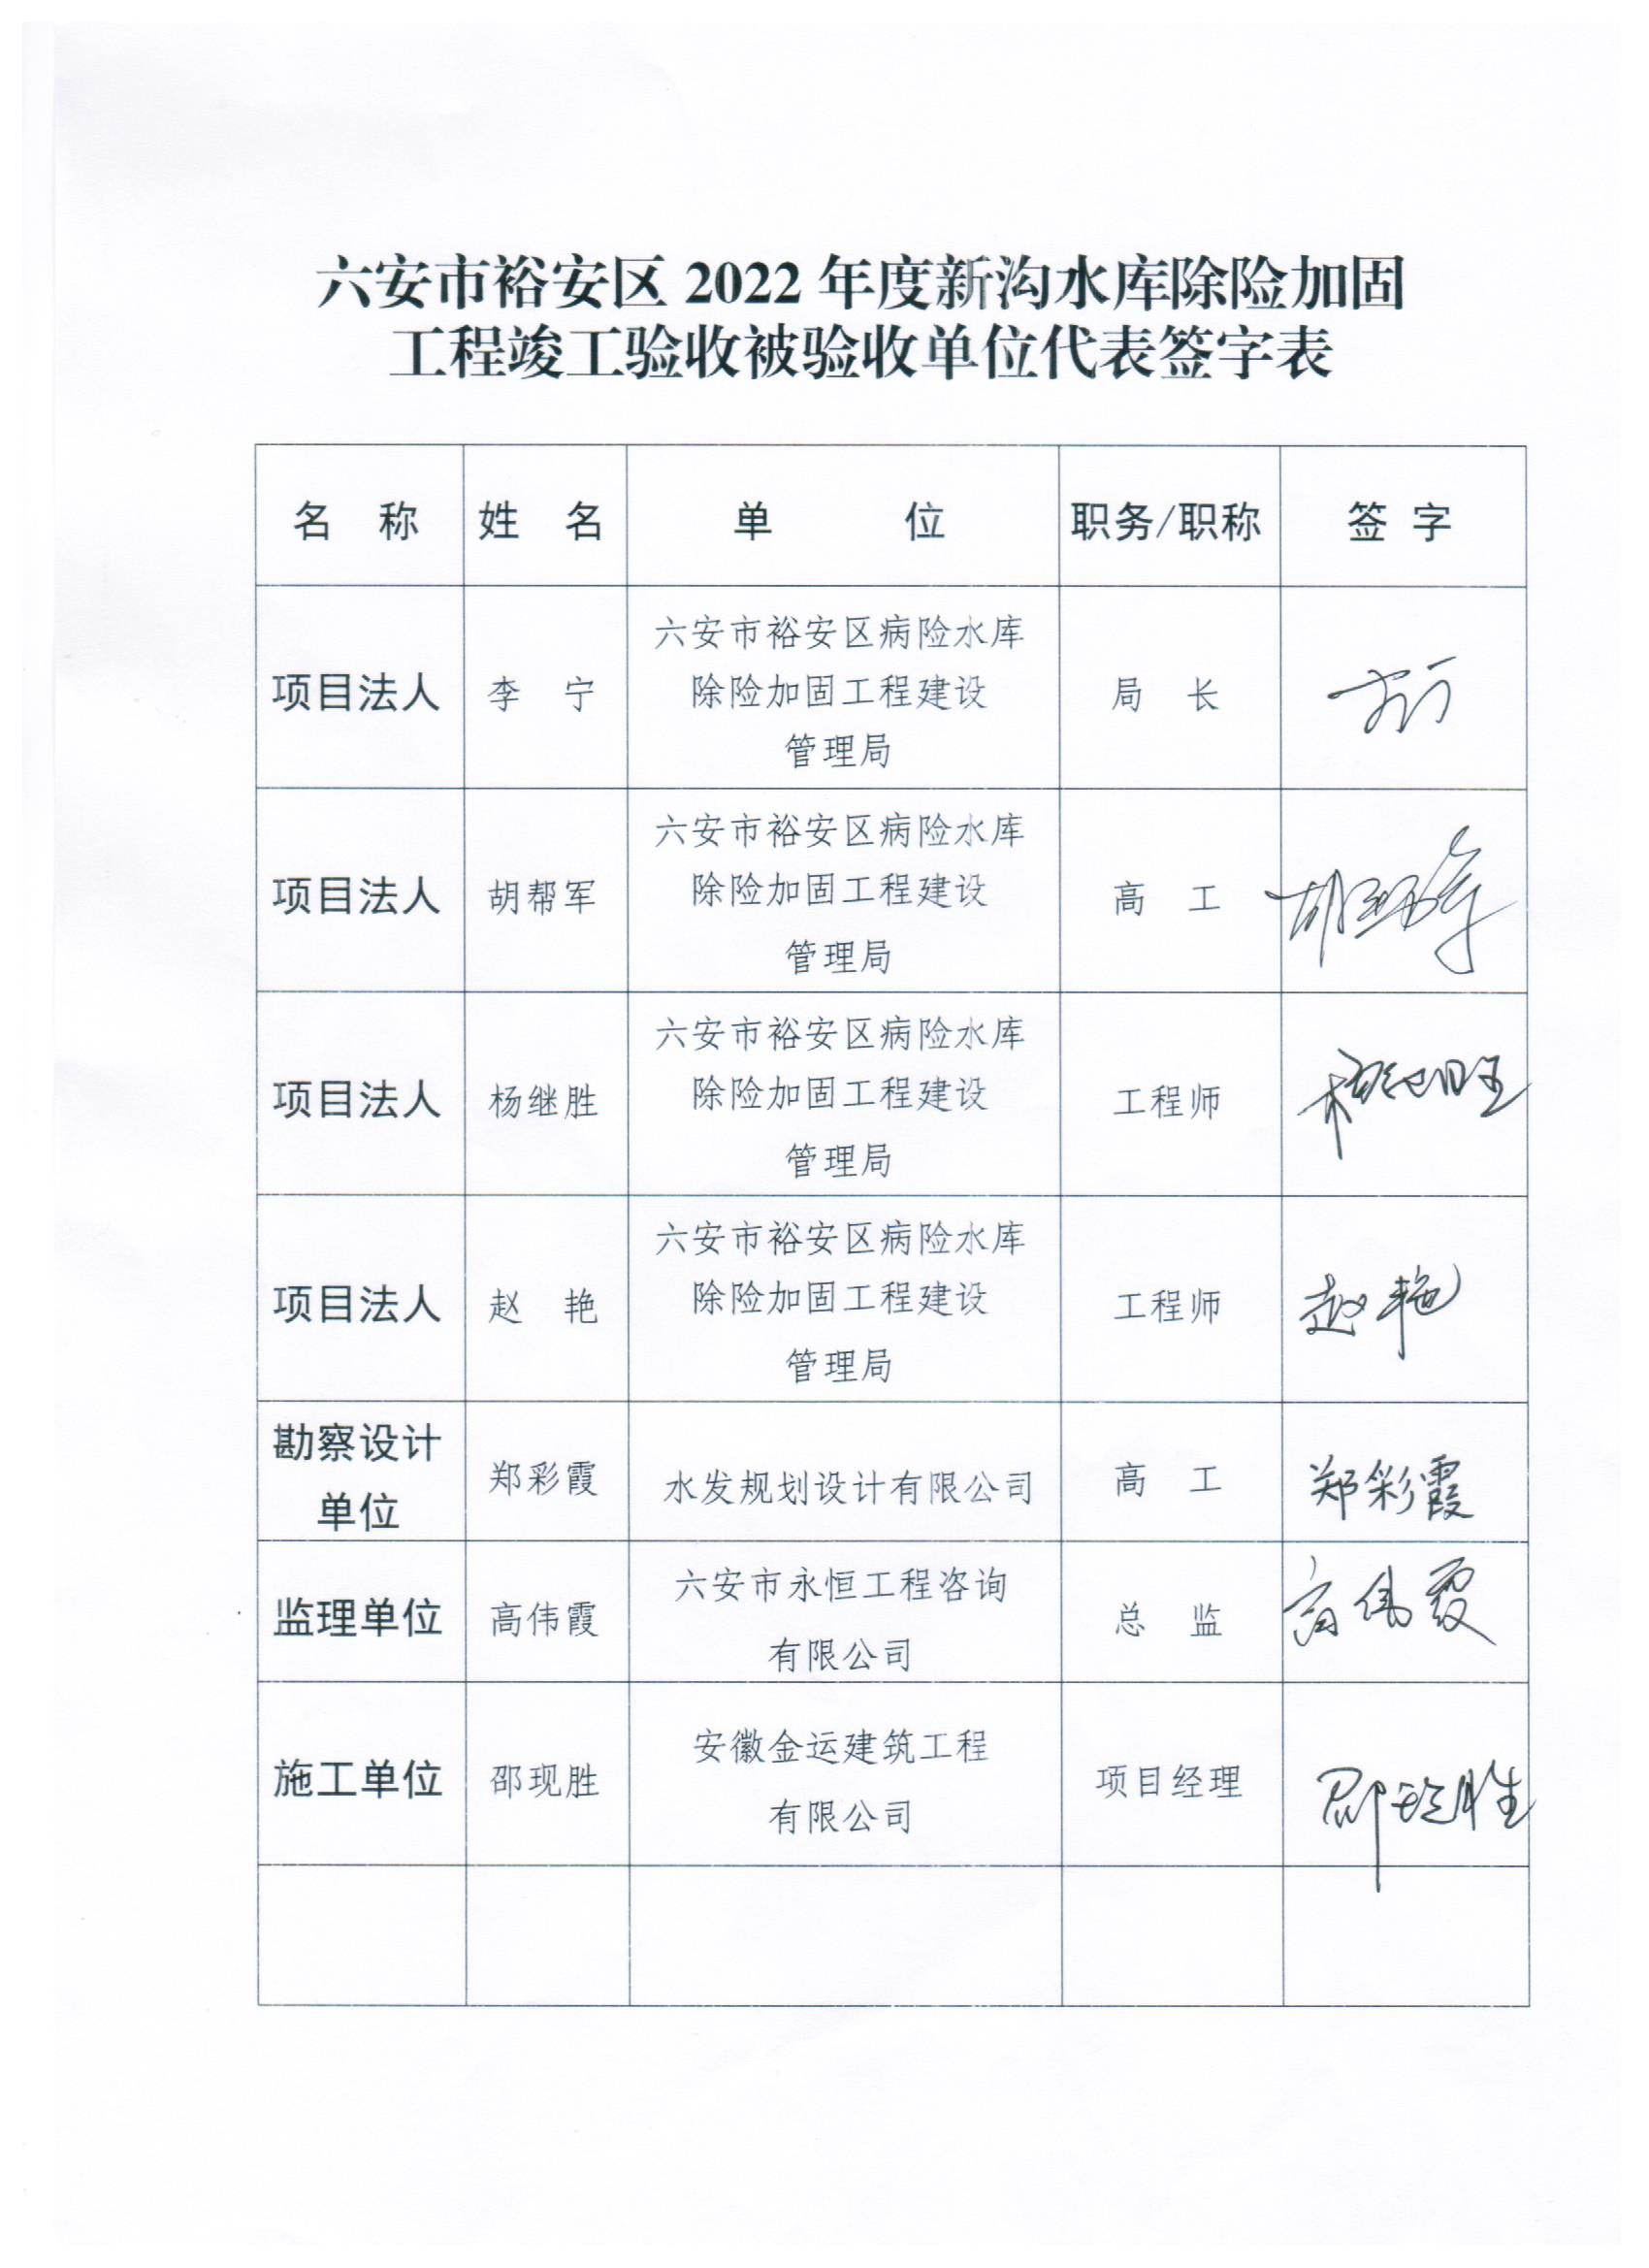 六安市裕安区 2022 年度新沟水库除险加固
工程竣工验收被验收单位代表签字表
名 称 姓 名 单 位 职务/职称 签 字
六安市裕安区病险水库
项目法人 李 宁 除险加固工程建设 局 长
管理局
六安市裕安区病险水库
项目法人 胡帮军 除险加固工程建设 高 工
管理局
六安市裕安区病险水库
项目法人 杨继胜 除险加固工程建设 工程师
管理局
六安市裕安区病险水库
项目法人 赵 艳 除险加固工程建设 工程师 赵艳
管理局
勘察设计
单位 郑彩霞 水发规划设计有限公司 高 工 郑彩霞
六安市永恒工程咨询
监理单位 高伟霞 总 监 高伟霞
有限公司
安徽金运建筑工程
施工单位 邵现胜 项目经理 邵现胜
有限公司